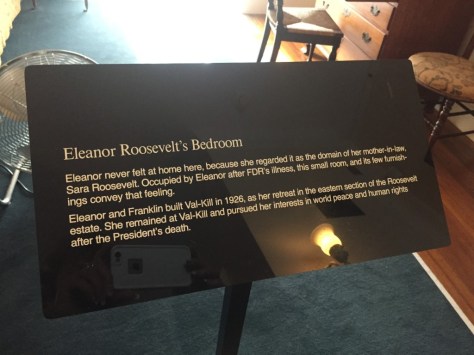 Eleanor Roosevelt's Bedroom
Eleanor never felt at home here, because she regarded it as the domain of her mother-in-law,
Sara Roosevelt. Occupied by Eleanor after FDR's illness, this small room, and its few furnish-
ings convey that feeling.
Eleanor and Franklin built Val-Kill in 1926, as her retreat in the eastern section of the Roosevelt
estate. She remained at Val-Kill and pursued her interests in world peace and human rights
after the President's death.